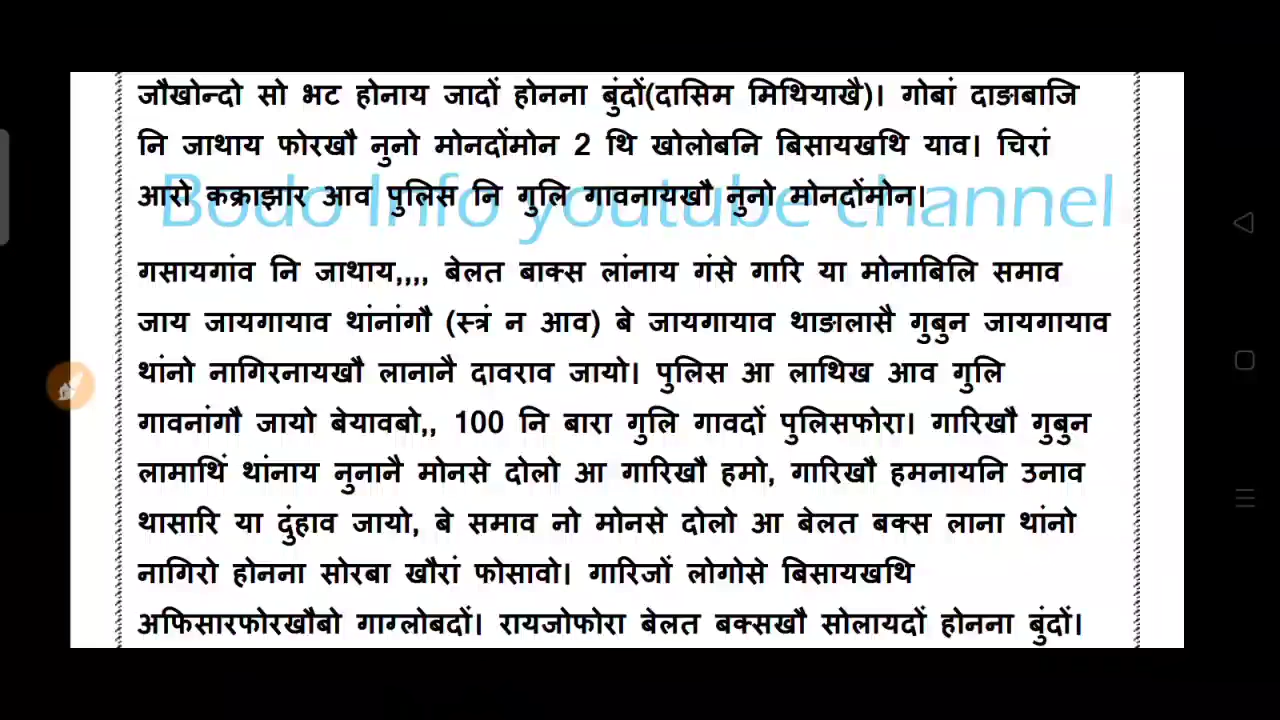 जौखोन्दो सो भट होनाय जादों होनना बुंदों(दासिम मिथियाखै)। गोबां दाङाबाजि
नि जाथाय फोरखौ नुनो मोनदोंमोन 2 थि खोलोबनि बिसायखथि याव। चिरां
आरो कक्राझार आव पुलिस नि गुलि गावनायखौ नुनो मोनदोंमोन।
Bodo Info youtube channel
गसायगांव नि जाथाय,,,, बेलत बाक्स लांनाय गंसे गारि या मोनाबिलि समाव
जाय जायगायाव थांनांगौ (स्त्रं न आव) बे जायगायाव थाङालासै गुबुन जायगायाव
थांनो नागिरनायखौ लानानै दावराव जायो। पुलिस आ लाथिख आव गुलि
गावनांगौ जायो बेयावबो,, 100 नि बारा गुलि गावदों पुलिसफोरा। गारिखौ गुबुन
लामाथिं थांनाय नुनानै मोनसे दोलो आ गारिखौ हमो, गारिखौ हमनायनि उनाव
थासारि या दुंहाव जायो, बे समाव नो मोनसे दोलो आ बेलत बक्स लाना थांनो
नागिरो होनना सोरबा खौरां फोसावो। गारिजों लोगोसे बिसायखथि
अफिसारफोरखौबो गाग्लोबदों। रायजोफोरा बेलत बक्सखौ सोलायदों होनना बुंदों।